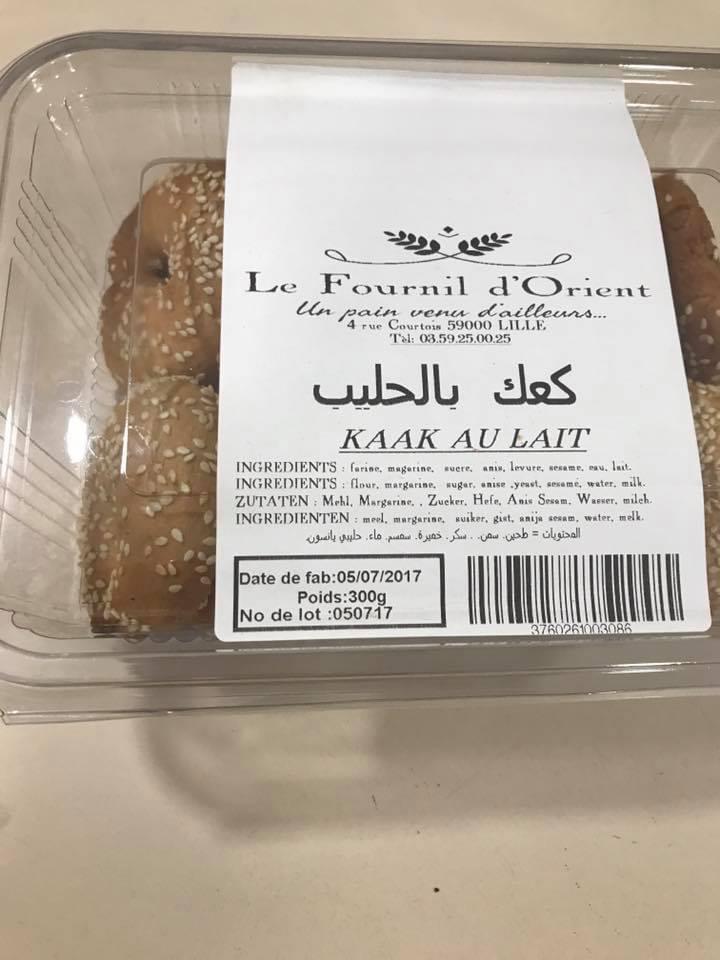 Le Fournil d'Orient
Un pain venu d'ailleurs...
4 rue Courtois 59000 LILLE
Tèl: 03.59.25.00.25
كعك بالحليب
KAAK AU LAIT
INGREDIENTS : farine, magarine, sucre, anis, levure, sesame, eau, lait.
INGREDIENTS : flour, margarine, sugar, anise ,yeast, sesame, water, milk.
ZUTATEN : Mehl, Margarine, , Zucker, Hefe, Anis Sesam, Wasser, milch.
INGREDIENTEN : meel, margarine, suiker, gist, anijs sesam, water, melk.
المحتويات = طحين. سمن. . سكر. خميرة. سمسم. ماء. حليبي يانسون.
Date de fab:05/07/2017
Poids:300g
No de lot :050717
3760261003086